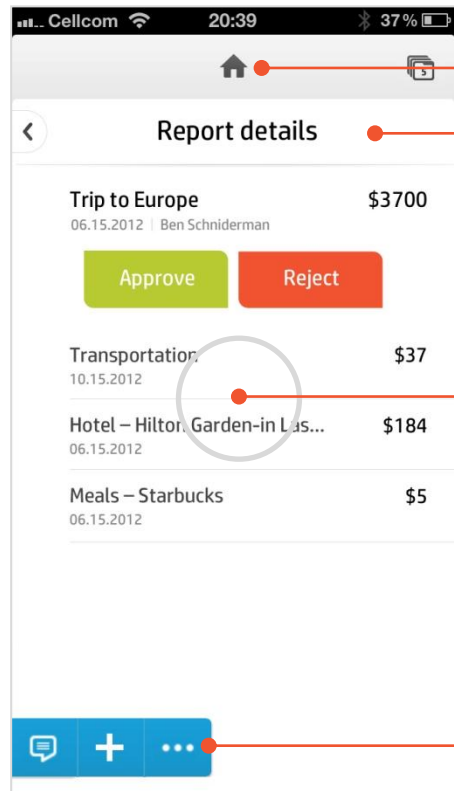 Cellcom 20:39 37%
5
Report details
Trip to Europe $3700
06.15.2012 | Ben Schniderman
Approve Reject
Transportation $37
10.15.2012
Hotel – Hilton Garden-in Las... $184
06.15.2012
Meals – Starbucks $5
06.15.2012